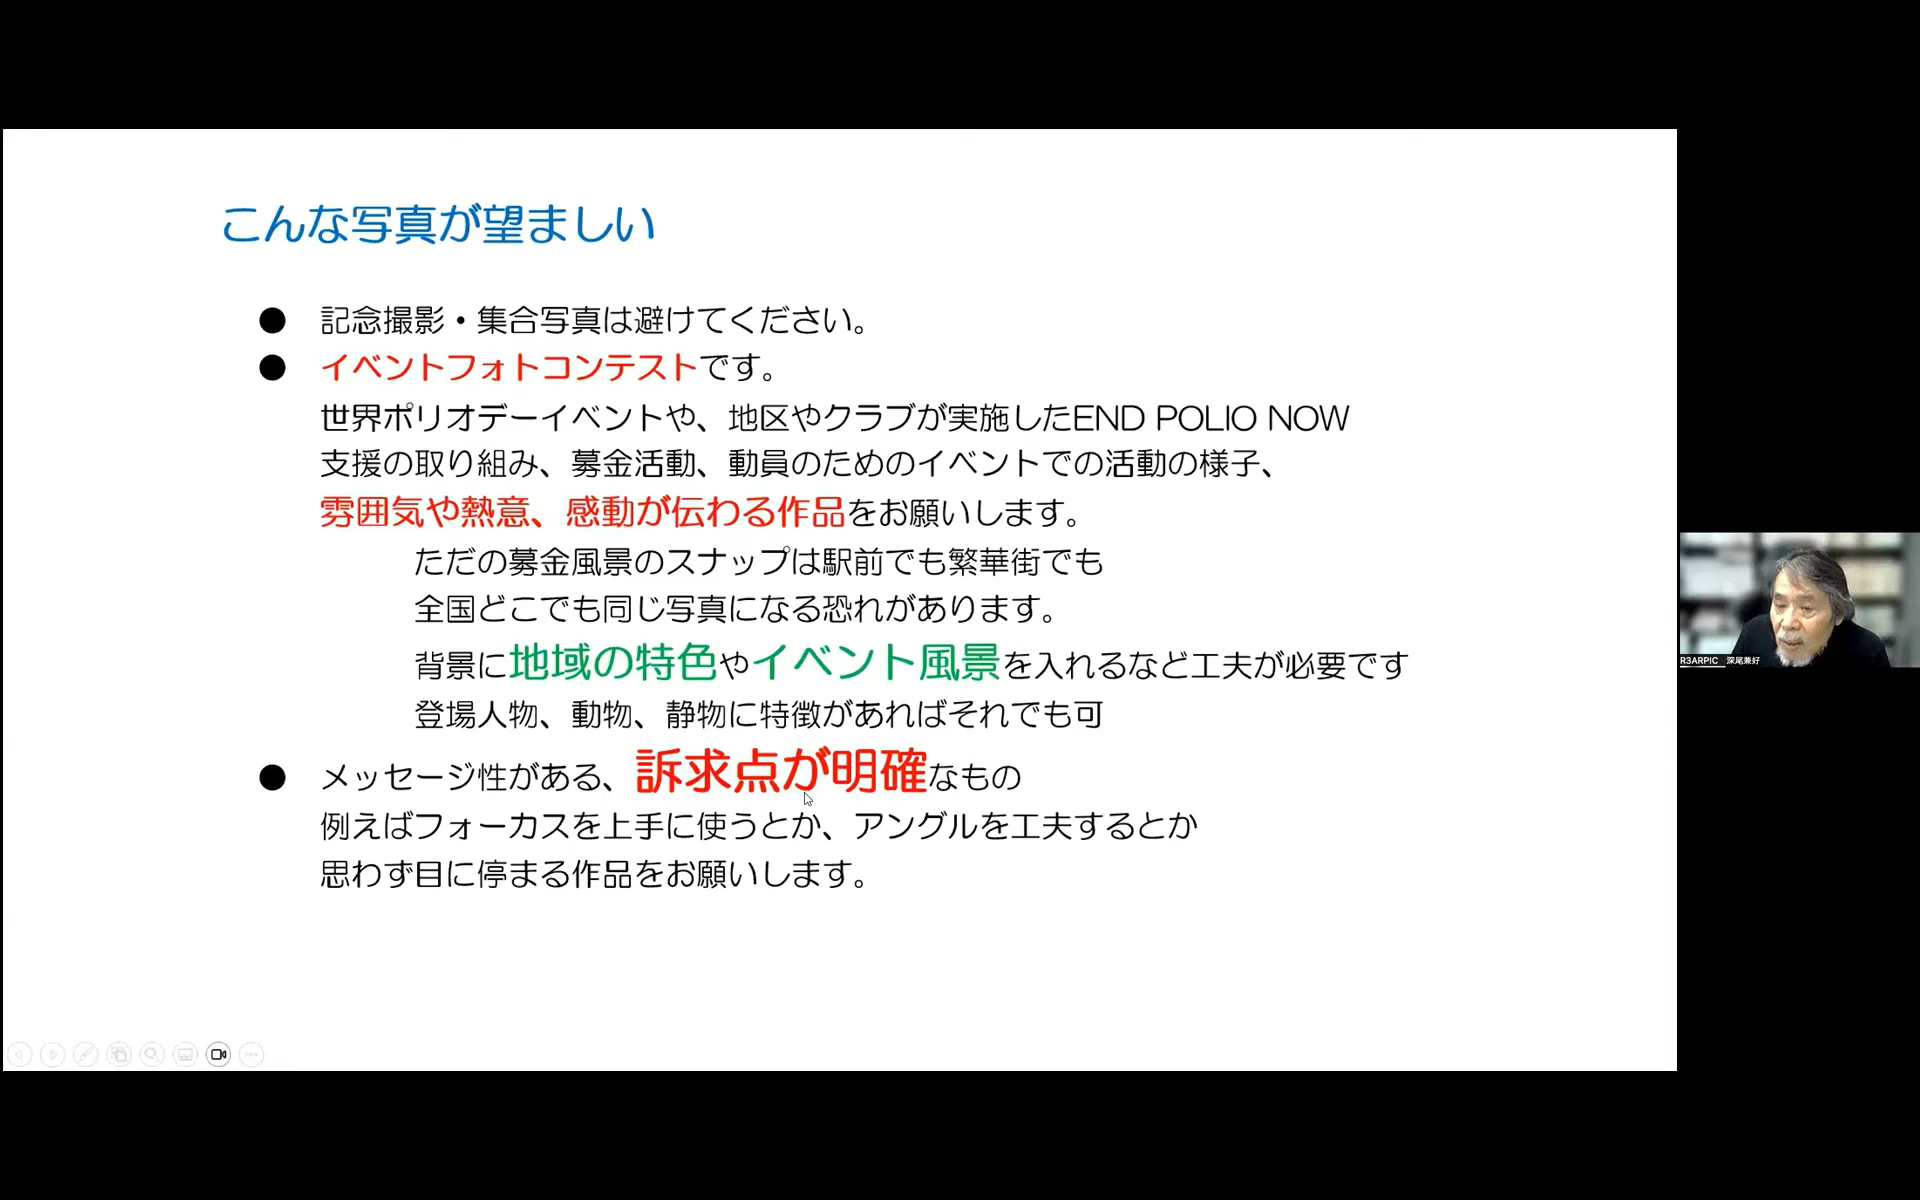 こんな写真が望ましい
● 記念撮影・集合写真は避けてください。
● イベントフォトコンテストです。
世界ポリオデーイベントや、地区やクラブが実施したEND POLIO NOW
支援の取り組み、募金活動、動員のためのイベントでの活動の様子、
雰囲気や熱意、感動が伝わる作品をお願いします。
ただの募金風景のスナップは駅前でも繁華街でも
全国どこでも同じ写真になる恐れがあります。
背景に地域の特色やイベント風景を入れるなど工夫が必要です
登場人物、動物、静物に特徴があればそれでも可
● メッセージ性がある、訴求点が明確なもの
例えばフォーカスを上手に使うとか、アングルを工夫するとか
思わず目に停まる作品をお願いします。
R3ARPIC 深尾兼好